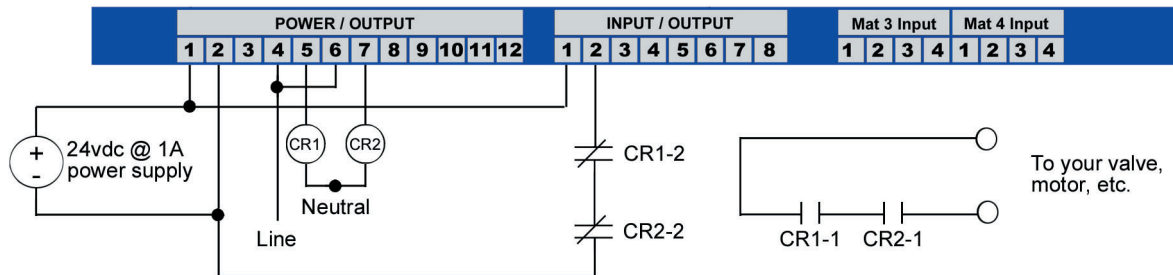 POWER / OUTPUT
INPUT / OUTPUT
Mat 3 Input
Mat 4 Input
1 2 3 4 5 6 7 8 9 10 11 12
1 2 3 4 5 6 7 8
1 2 3 4
1 2 3 4
+
-
24vdc @ 1A
power supply
CR1
CR2
Neutral
Line
CR1-2
CR2-2
CR1-1
CR2-1
To your valve,
motor, etc.